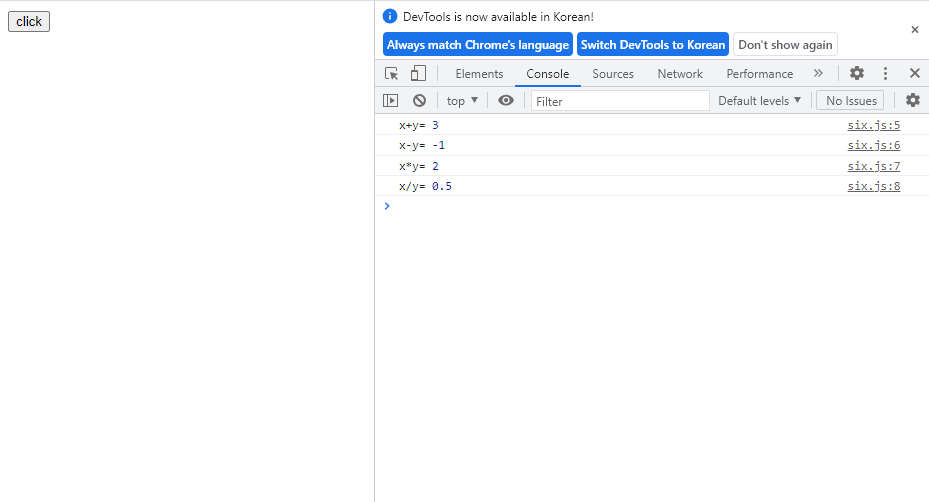 click
DevTools is now available in Korean!
Always match Chrome's language Switch DevTools to Korean Don't show again
Elements Console Sources Network Performance
top Filter Default levels No Issues
x+y= 3 six.js:5
x-y= -1 six.js:6
x*y= 2 six.js:7
x/y= 0.5 six.js:8